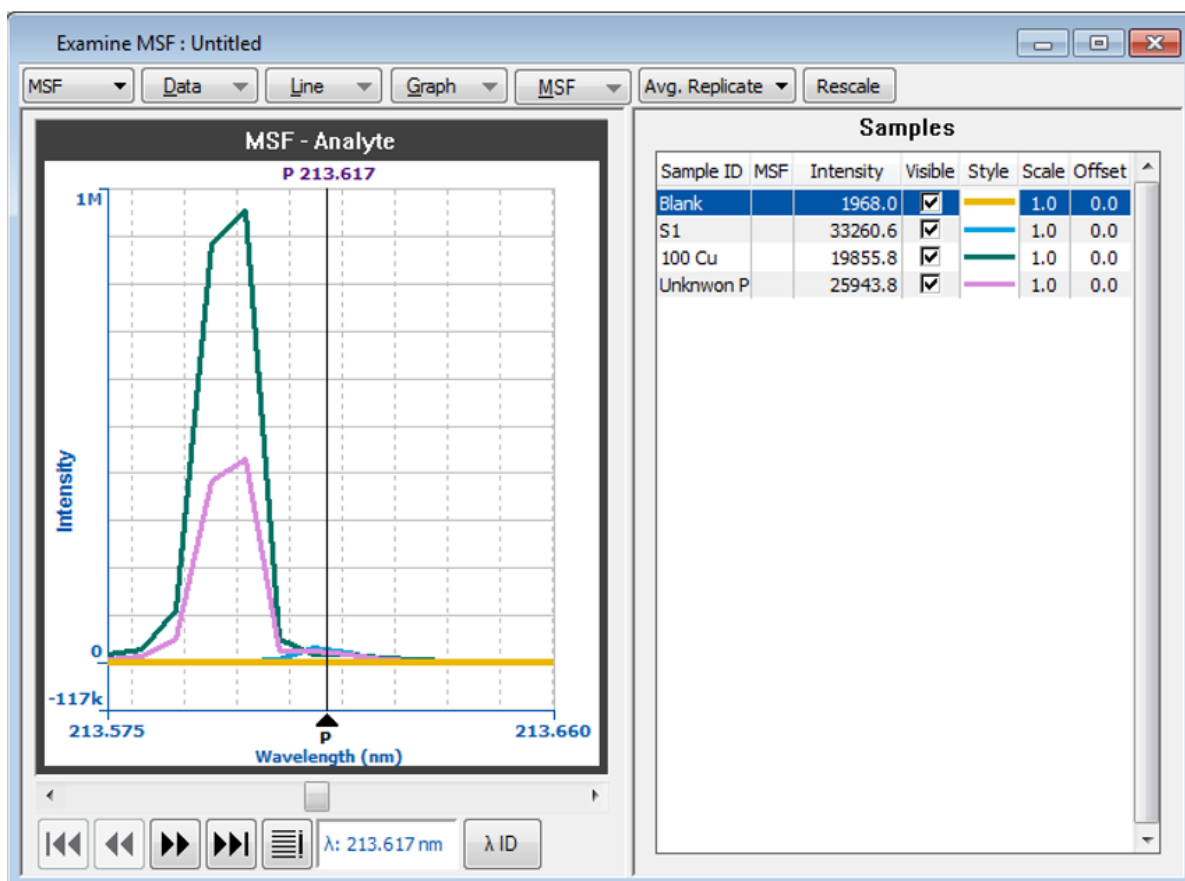 Examine MSF : Untitled
MSF Data Line Graph MSF Avg. Replicate Rescale
MSF - Analyte
P 213.617
1M
Intensity
0
-117k
213.575
P
213.660
Wavelength (nm)
λ: 213.617 nm
λ ID
Samples
Sample ID MSF Intensity Visible Style Scale Offset
Blank 1968.0 1.0 0.0
S1 33260.6 1.0 0.0
100 Cu 19855.8 1.0 0.0
Unknwon P 25943.8 1.0 0.0